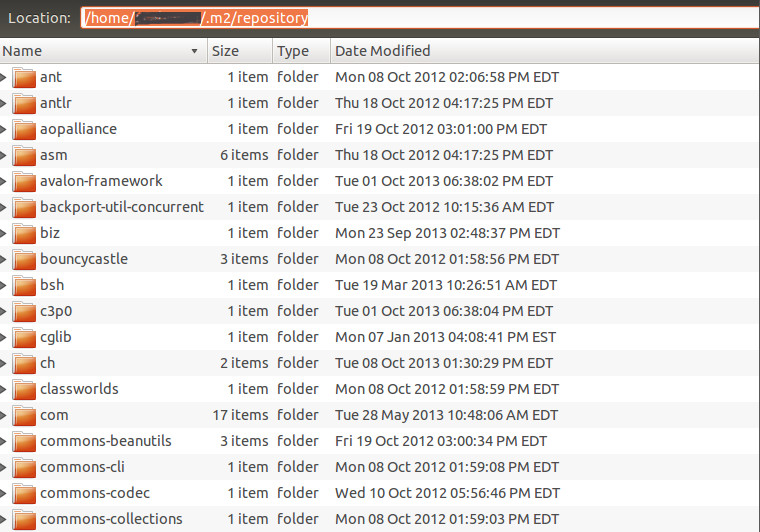 Location: /home/ /.m2/repository
Name Size Type Date Modified
ant 1 item folder Mon 08 Oct 2012 02:06:58 PM EDT
antlr 1 item folder Thu 18 Oct 2012 04:17:25 PM EDT
aopalliance 1 item folder Fri 19 Oct 2012 03:01:00 PM EDT
asm 6 items folder Thu 18 Oct 2012 04:17:25 PM EDT
avalon-framework 1 item folder Tue 01 Oct 2013 06:38:02 PM EDT
backport-util-concurrent 1 item folder Tue 23 Oct 2012 10:15:36 AM EDT
biz 1 item folder Mon 23 Sep 2013 02:48:37 PM EDT
bouncycastle 3 items folder Mon 08 Oct 2012 01:58:56 PM EDT
bsh 1 item folder Tue 19 Mar 2013 10:26:51 AM EDT
c3p0 1 item folder Tue 01 Oct 2013 06:38:04 PM EDT
cglib 1 item folder Mon 07 Jan 2013 04:08:41 PM EST
ch 2 items folder Tue 08 Oct 2013 01:30:29 PM EDT
classworlds 1 item folder Mon 08 Oct 2012 01:58:59 PM EDT
com 17 items folder Tue 28 May 2013 10:48:06 AM EDT
commons-beanutils 3 items folder Fri 19 Oct 2012 03:00:34 PM EDT
commons-cli 1 item folder Mon 08 Oct 2012 01:59:08 PM EDT
commons-codec 1 item folder Wed 10 Oct 2012 05:56:46 PM EDT
commons-collections 1 item folder Mon 08 Oct 2012 01:59:03 PM EDT